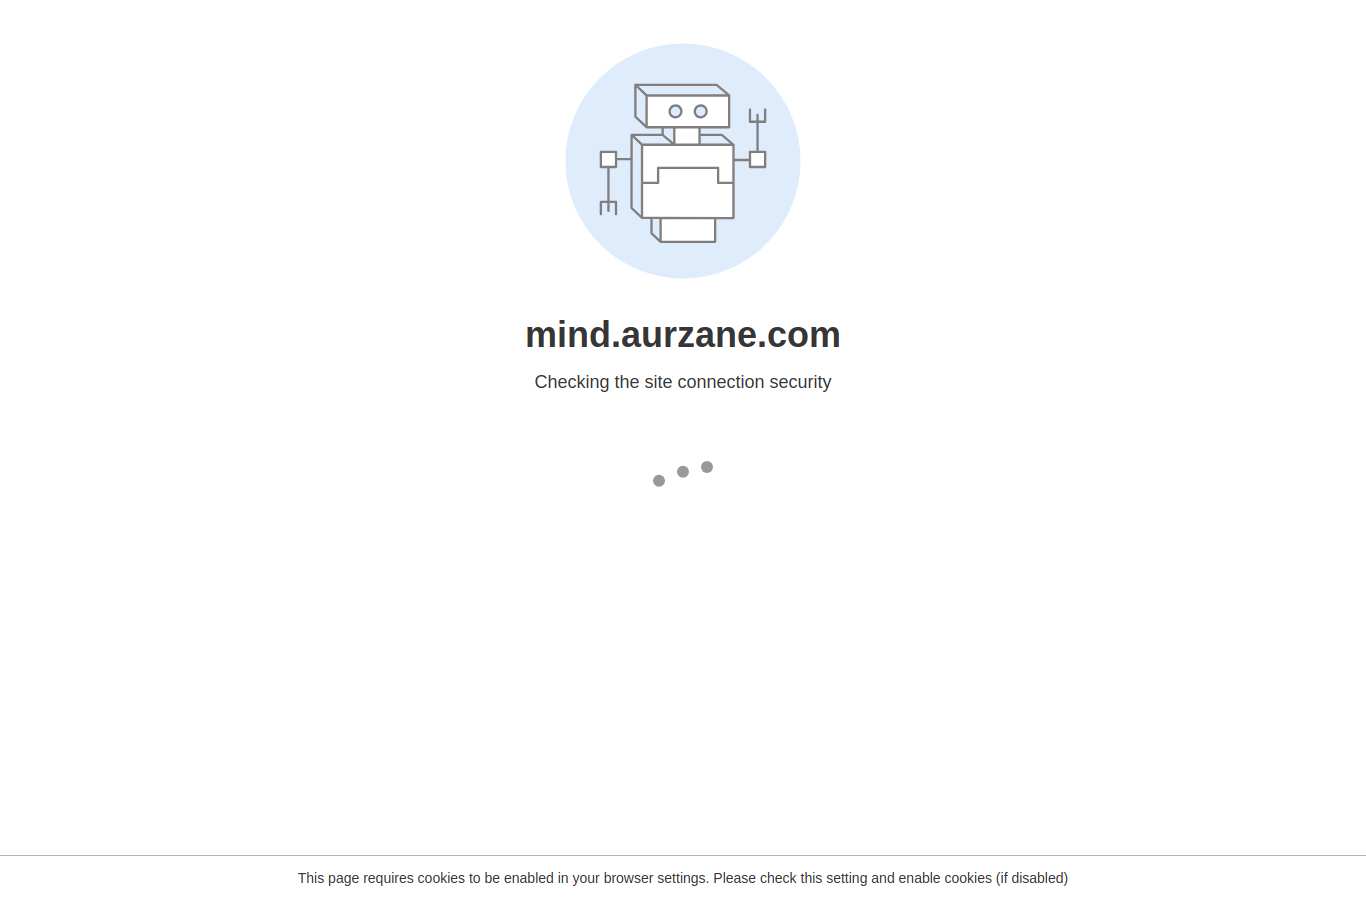 mind.aurzane.com
Checking the site connection security
This page requires cookies to be enabled in your browser settings. Please check this setting and enable cookies (if disabled)